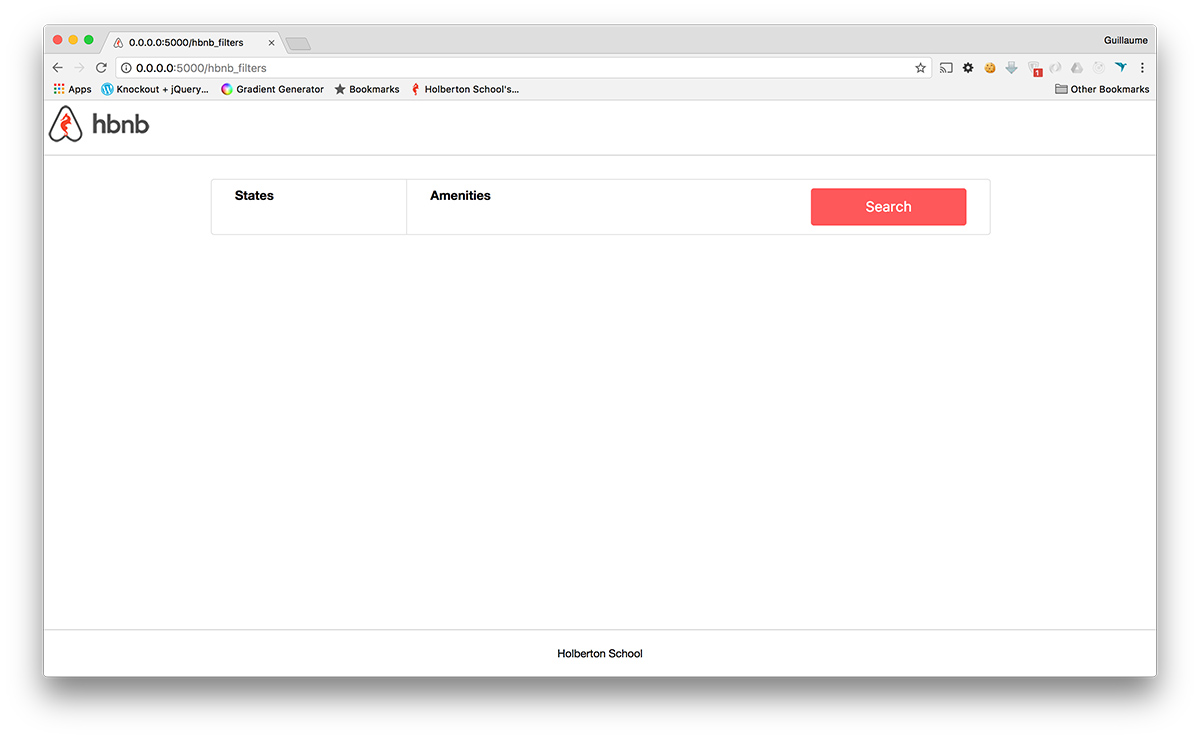 0.0.0.0:5000/hbnb_filters
Guillaume
0.0.0.0:5000/hbnb_filters
1
Apps Knockout + jQuery... Gradient Generator Bookmarks Holberton School's... Other Bookmarks
hbnb
States Amenities Search
Holberton School